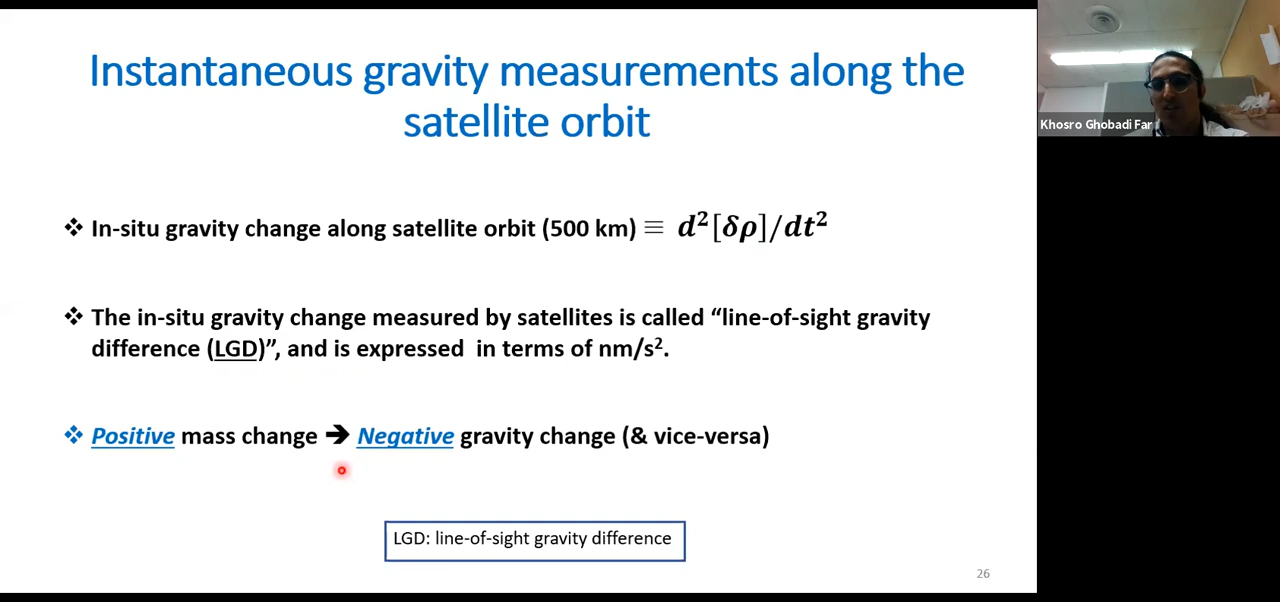 Instantaneous gravity measurements along the
satellite orbit
❖ In-situ gravity change along satellite orbit (500 km) ≡ d²[δρ]/dt²
❖ The in-situ gravity change measured by satellites is called “line-of-sight gravity
difference (LGD)”, and is expressed in terms of nm/s².
❖ Positive mass change ➔ Negative gravity change (& vice-versa)
LGD: line-of-sight gravity difference
26
Khosro Ghobadi Far